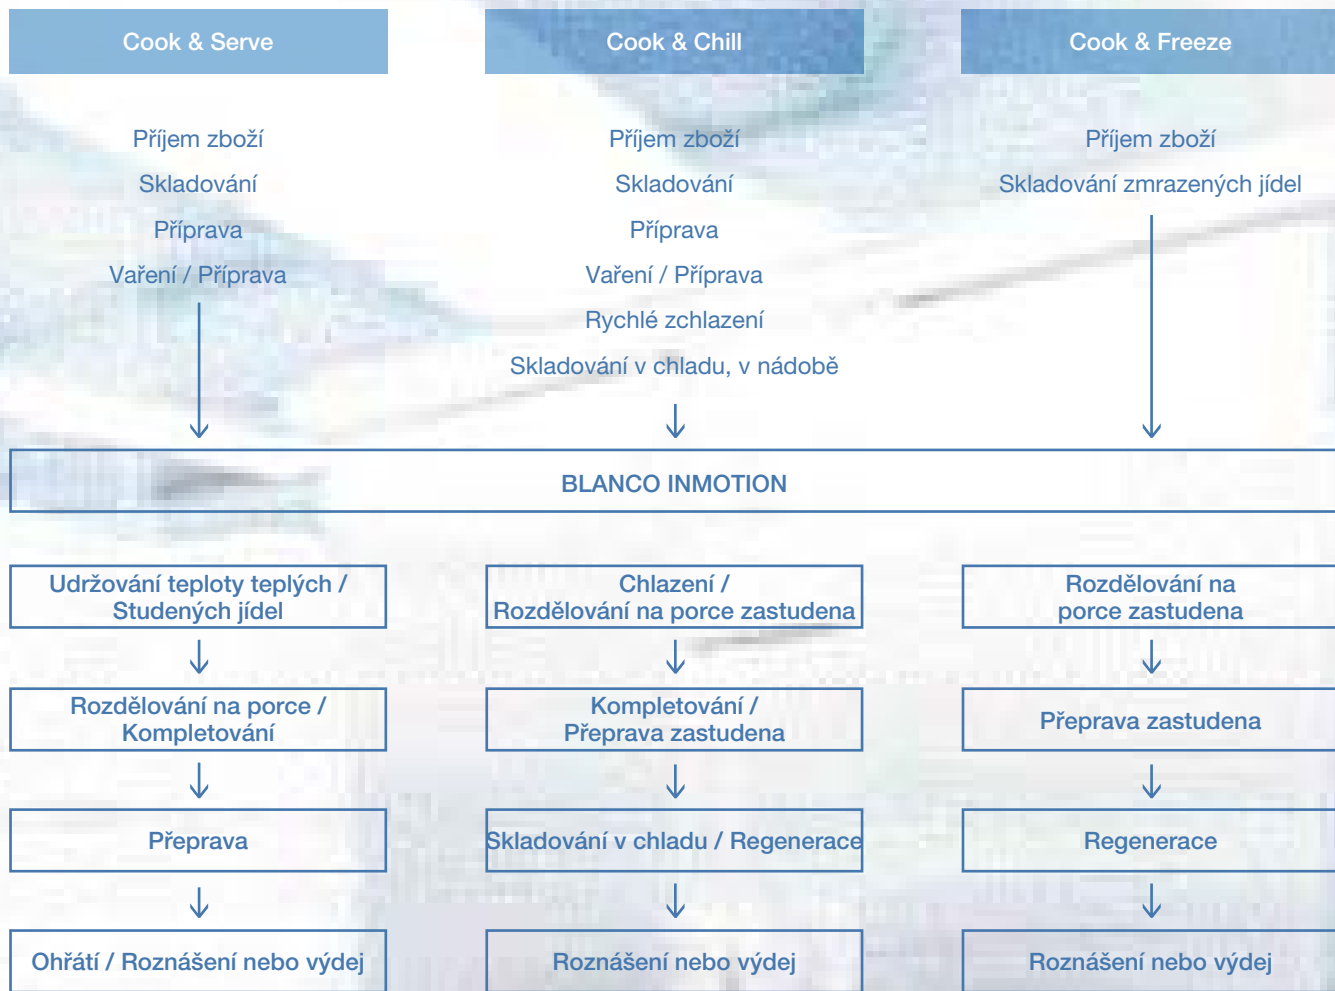 Cook & Serve
Příjem zboží
Skladování
Příprava
Vaření / Příprava
Cook & Chill
Příjem zboží
Skladování
Příprava
Vaření / Příprava
Rychlé zchlazení
Skladování v chladu, v nádobě
Cook & Freeze
Příjem zboží
Skladování zmrazených jídel
BLANCO INMOTION
Udržování teploty teplých /
Studených jídel
Rozdělování na porce /
Kompletování
Přeprava
Ohřátí / Roznášení nebo výdej
Chlazení /
Rozdělování na porce zastudena
Kompletování /
Přeprava zastudena
Skladování v chladu / Regenerace
Roznášení nebo výdej
Rozdělování na
porce zastudena
Přeprava zastudena
Regenerace
Roznášení nebo výdej